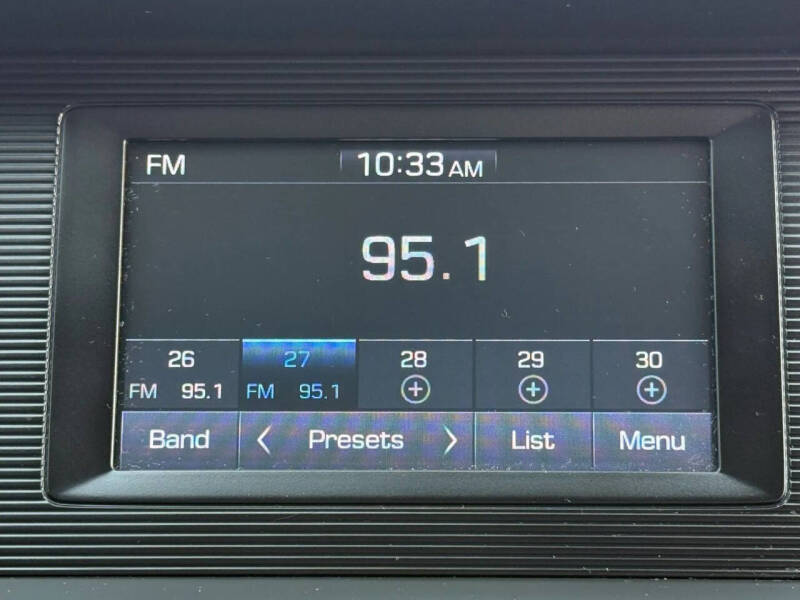 FM 10:33 AM
95.1
26 27 28 29 30
FM 95.1 FM 95.1
Band Presets List Menu